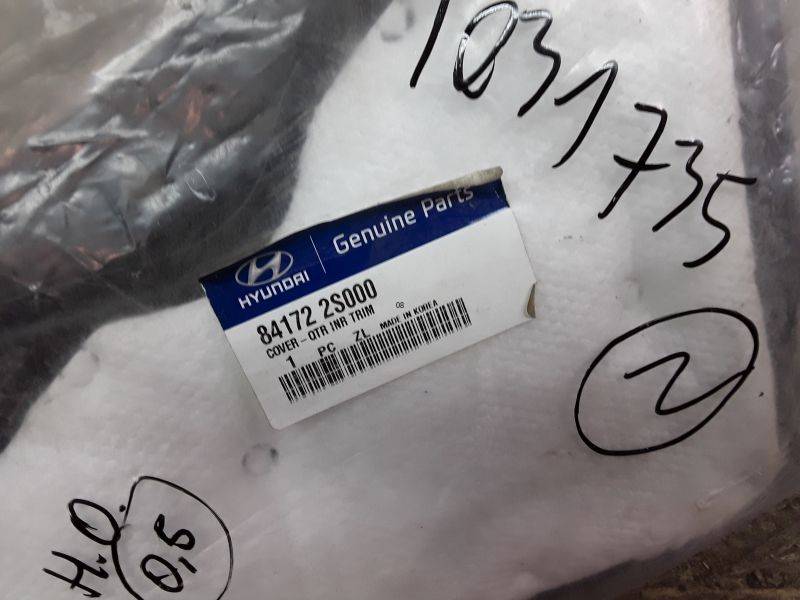 1031735
HYUNDAI
Genuine Parts
84172 2S000
COVER-QTR INR TRIM
08
1 PC ZL MADE IN KOREA
2
H.O. 0,5